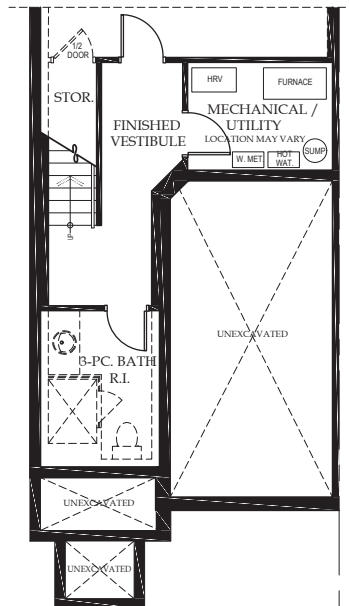 1/2
DOOR
STOR.
HRV
FURNACE
MECHANICAL /
UTILITY
LOCATION MAY VARY
FINISHED
VESTIBULE
W. MET.
HOT
WAT.
SUMP
UNEXCAVATED
3-PC. BATH
R.I.
UNEXCAVATED
UNEXCAVATED